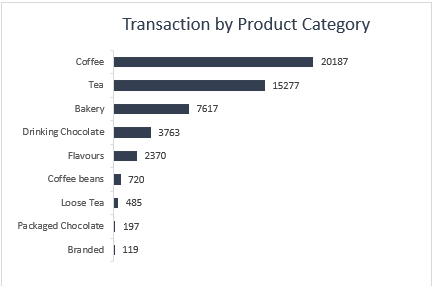 Transaction by Product Category
Coffee 20187
Tea 15277
Bakery 7617
Drinking Chocolate 3763
Flavours 2370
Coffee beans 720
Loose Tea 485
Packaged Chocolate 197
Branded 119